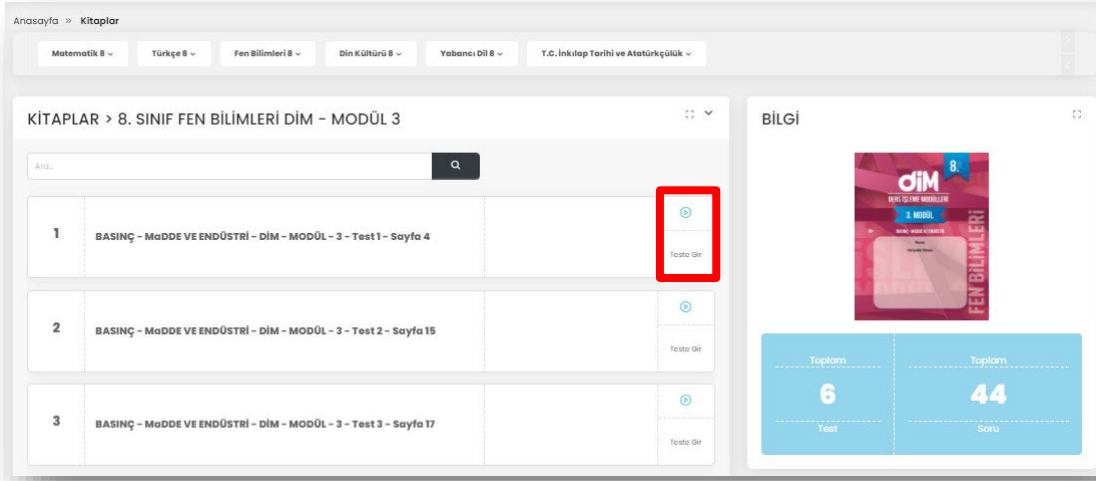 Anasayfa » Kitaplar
Matematik 8
Türkçe 8
Fen Bilimleri 8
Din Kültürü 8
Yabancı Dil 8
T.C. İnkılap Tarihi ve Atatürkçülük
KİTAPLAR > 8. SINIF FEN BİLİMLERİ DİM - MODÜL 3
Ara...
1
BASINÇ - MaDDE VE ENDÜSTRİ - DİM - MODÜL - 3 - Test 1 - Sayfa 4
Teste Gir
2
BASINÇ - MaDDE VE ENDÜSTRİ - DİM - MODÜL - 3 - Test 2 - Sayfa 15
Teste Gir
3
BASINÇ - MaDDE VE ENDÜSTRİ - DİM - MODÜL - 3 - Test 3 - Sayfa 17
Teste Gir
BİLGİ
8.
diM
DERS İŞLEME MODÜLLERİ
3. MODÜL
FEN BİLİMLERİ
Toplam
6
Test
Toplam
44
Soru